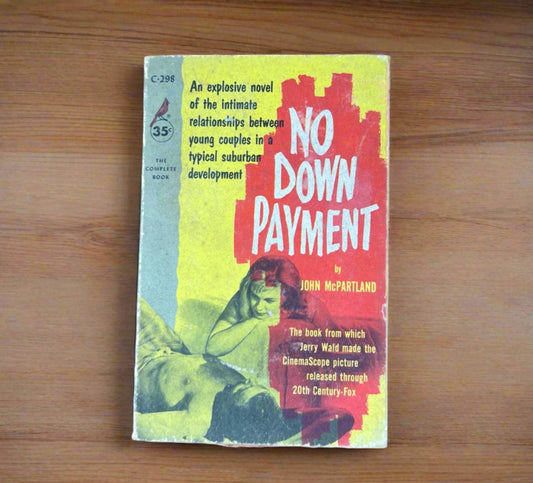 C-298
35¢
THE
COMPLETE
BOOK
An explosive novel
of the intimate
relationships between
young couples in a
typical suburban
development
NO
DOWN
PAYMENT
by
JOHN McPARTLAND
The book from which
Jerry Wald made the
CinemaScope picture
released through
20th Century-Fox